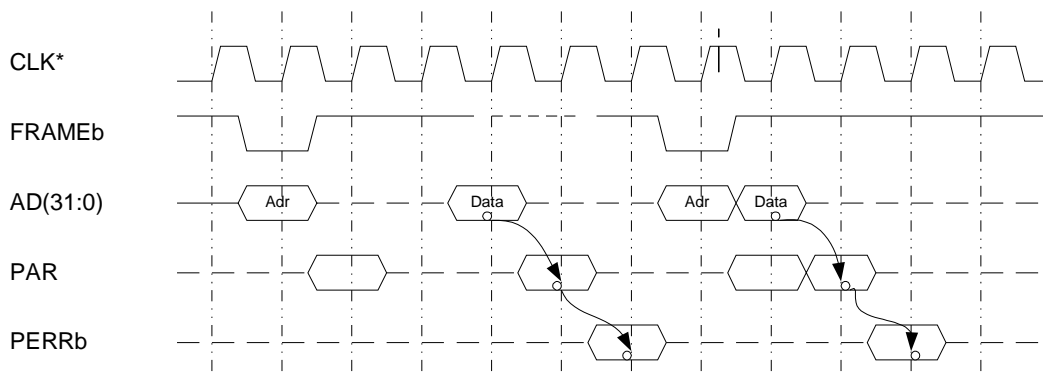 CLK*
FRAMEb
AD(31:0) Adr Data Adr Data
PAR
PERRb